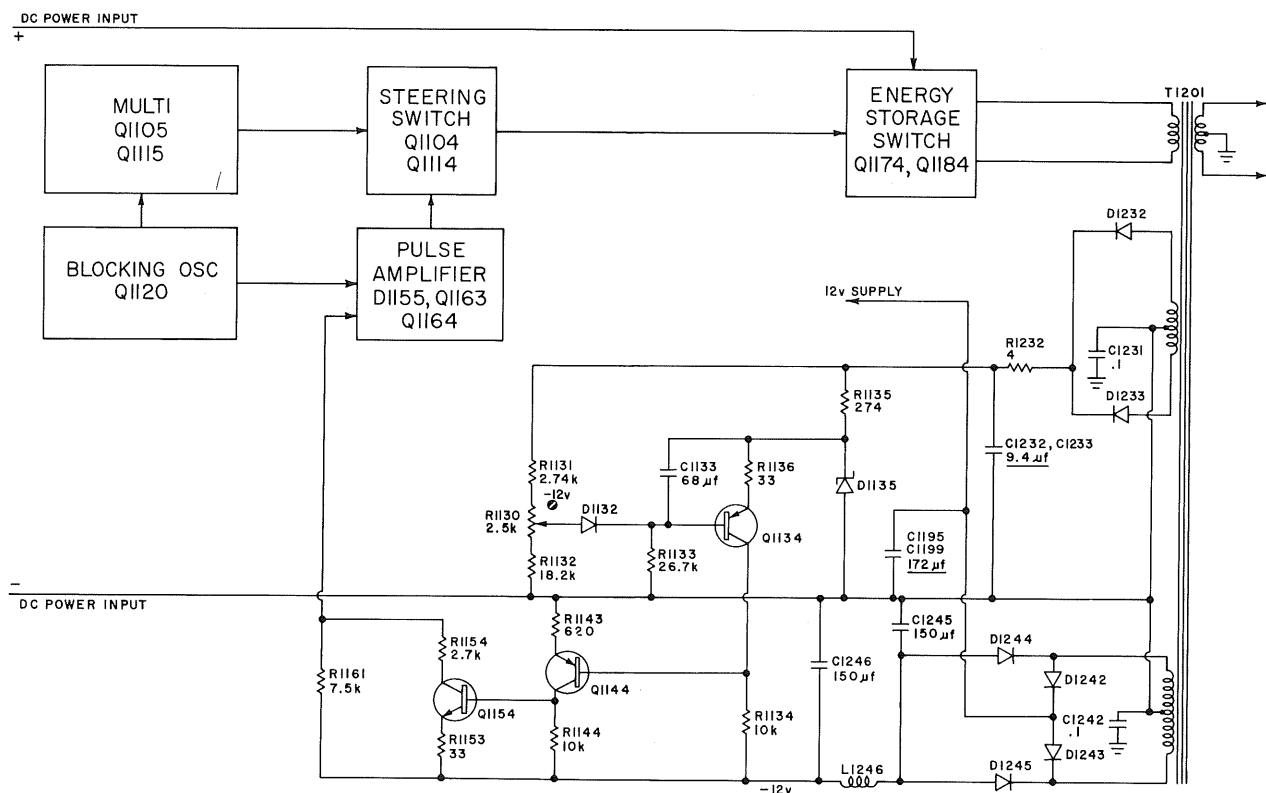 DC POWER INPUT
+
MULTI
Q1105
Q1115
STEERING
SWITCH
Q1104
Q1114
ENERGY
STORAGE
SWITCH
Q1174, Q1184
T1201
BLOCKING OSC
Q1120
PULSE
AMPLIFIER
D1155, Q1163
Q1164
D1232
12v SUPPLY
R1232
4
C1231
.1
D1233
R1135
274
C1232, C1233
9.4µf
R1131
2.74k
-12v
R1130
2.5k
D1132
C1133
68µf
R1136
33
D1135
Q1134
R1132
18.2k
R1133
26.7k
C1195
C1199
172µf
−
DC POWER INPUT
R1143
620
C1245
150µf
R1154
2.7k
R1161
7.5k
Q1144
C1246
150µf
D1244
D1242
Q1154
R1153
33
R1144
10k
R1134
10k
C1242
.1
D1243
L1246
D1245
-12v